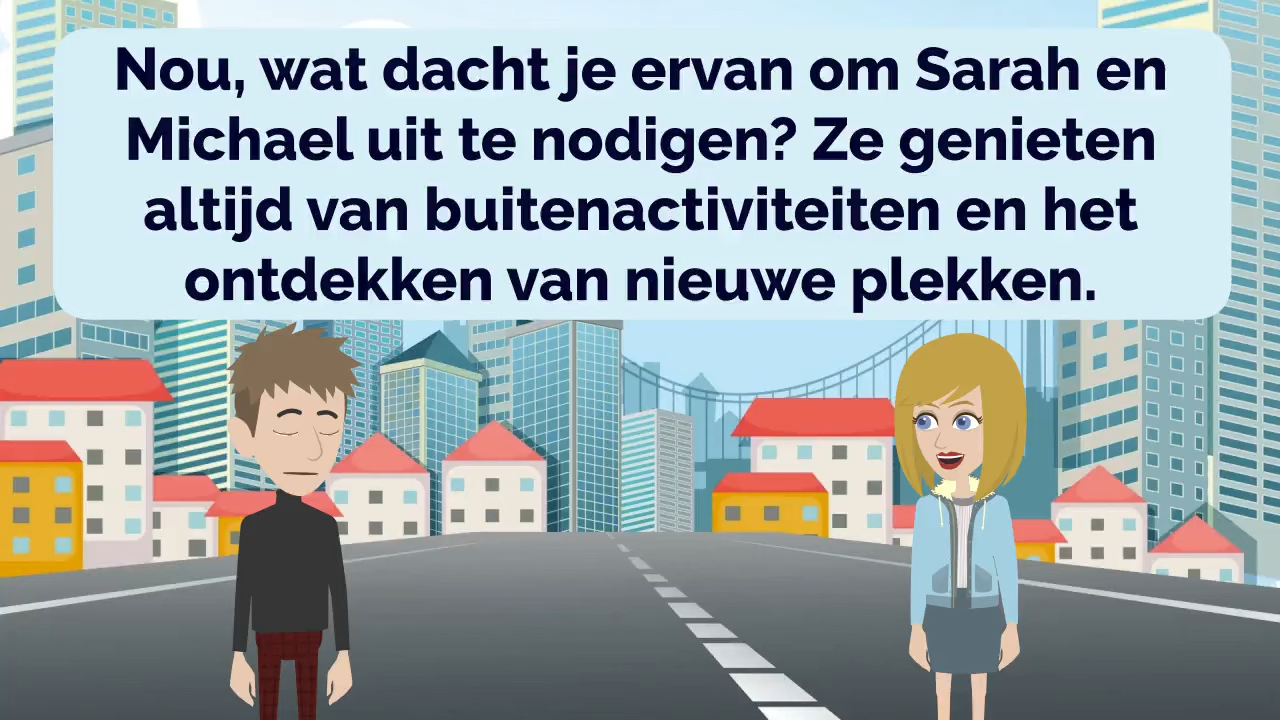 Nou, wat dacht je ervan om Sarah en
Michael uit te nodigen? Ze genieten
altijd van buitenactiviteiten en het
ontdekken van nieuwe plekken.